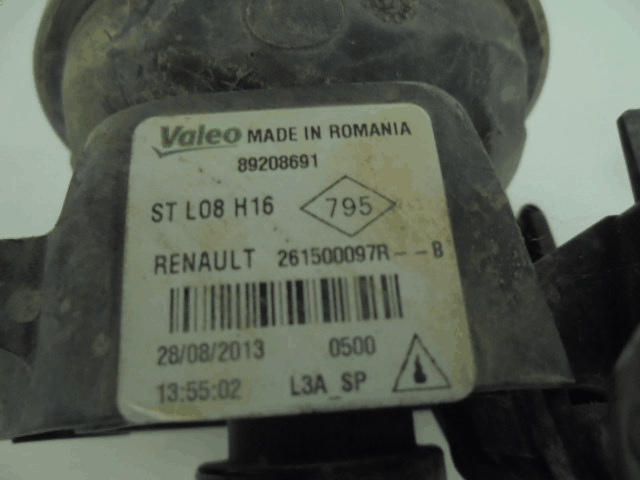 Valeo MADE IN ROMANIA
89208691
ST L08 H16 795
RENAULT 261500097R--B
28/08/2013 0500
13:55:02 L3A_SP